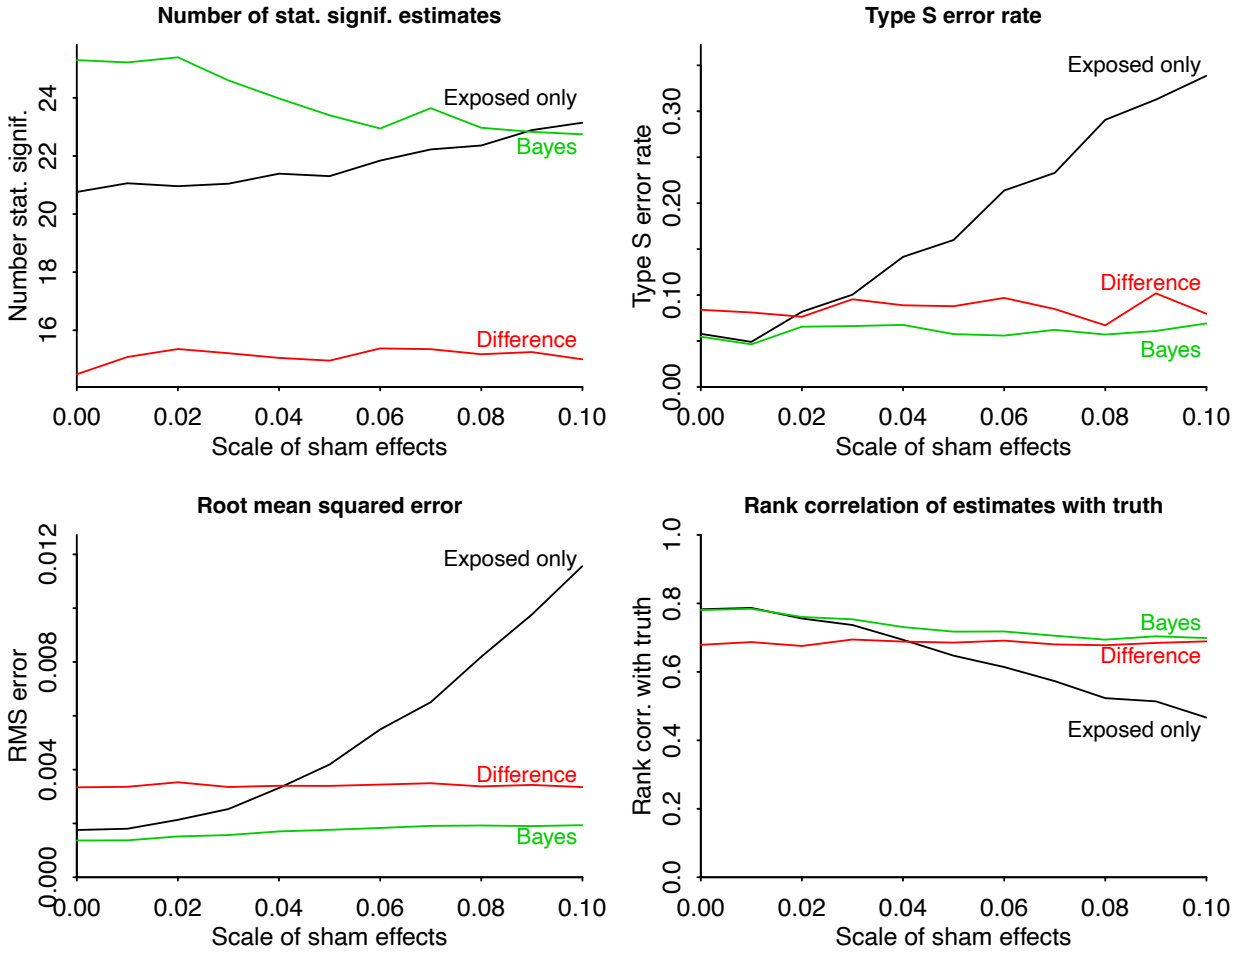 Number of stat. signif. estimates
Number stat. signif.
24
22
20
18
16
Exposed only
Bayes
Difference
0.00 0.02 0.04 0.06 0.08 0.10
Scale of sham effects
Type S error rate
Type S error rate
0.30
0.20
0.10
0.00
Exposed only
Difference
Bayes
0.00 0.02 0.04 0.06 0.08 0.10
Scale of sham effects
Root mean squared error
RMS error
0.012
0.008
0.004
0.000
Exposed only
Difference
Bayes
0.00 0.02 0.04 0.06 0.08 0.10
Scale of sham effects
Rank correlation of estimates with truth
Rank corr. with truth
1.0
0.8
0.6
0.4
0.2
0.0
Bayes
Difference
Exposed only
0.00 0.02 0.04 0.06 0.08 0.10
Scale of sham effects